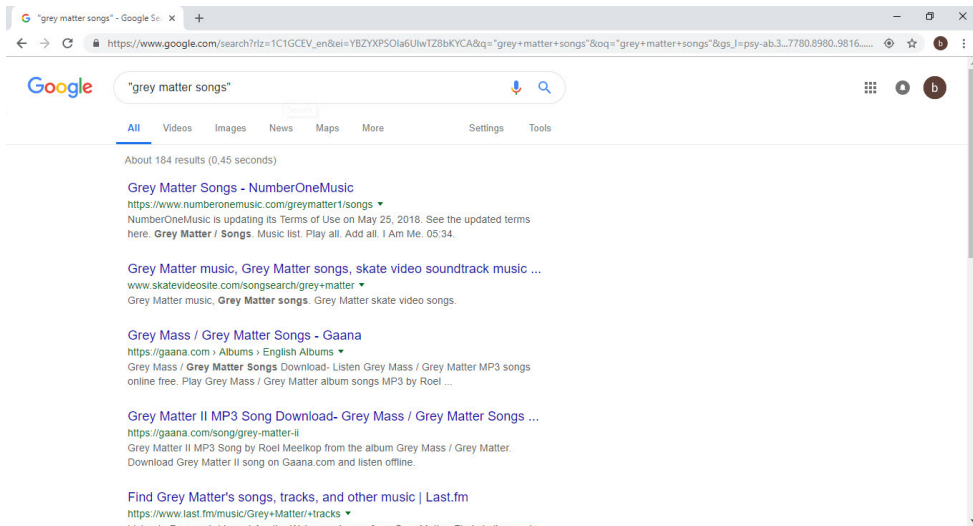 "grey matter songs" - Google Se
https://www.google.com/search?rlz=1C1GCEV_en&ei=YBZYXPSOIa6UIwTZ8bKYCA&q="grey+matter+songs"&oq="grey+matter+songs"&gs_l=psy-ab.3...7780.8980..9816......
b
Google
"grey matter songs"
b
All Videos Images News Maps More Settings Tools
About 184 results (0,45 seconds)
Grey Matter Songs - NumberOneMusic
https://www.numberonemusic.com/greymatter1/songs
NumberOneMusic is updating its Terms of Use on May 25, 2018. See the updated terms
here. Grey Matter / Songs. Music list. Play all. Add all. I Am Me. 05:34.
Grey Matter music, Grey Matter songs, skate video soundtrack music ...
www.skatevideosite.com/songsearch/grey+matter
Grey Matter music, Grey Matter songs. Grey Matter skate video songs.
Grey Mass / Grey Matter Songs - Gaana
https://gaana.com › Albums › English Albums
Grey Mass / Grey Matter Songs Download- Listen Grey Mass / Grey Matter MP3 songs
online free. Play Grey Mass / Grey Matter album songs MP3 by Roel ...
Grey Matter II MP3 Song Download- Grey Mass / Grey Matter Songs ...
https://gaana.com/song/grey-matter-ii
Grey Matter II MP3 Song by Roel Meelkop from the album Grey Mass / Grey Matter.
Download Grey Matter II song on Gaana.com and listen offline.
Find Grey Matter's songs, tracks, and other music | Last.fm
https://www.last.fm/music/Grey+Matter/+tracks